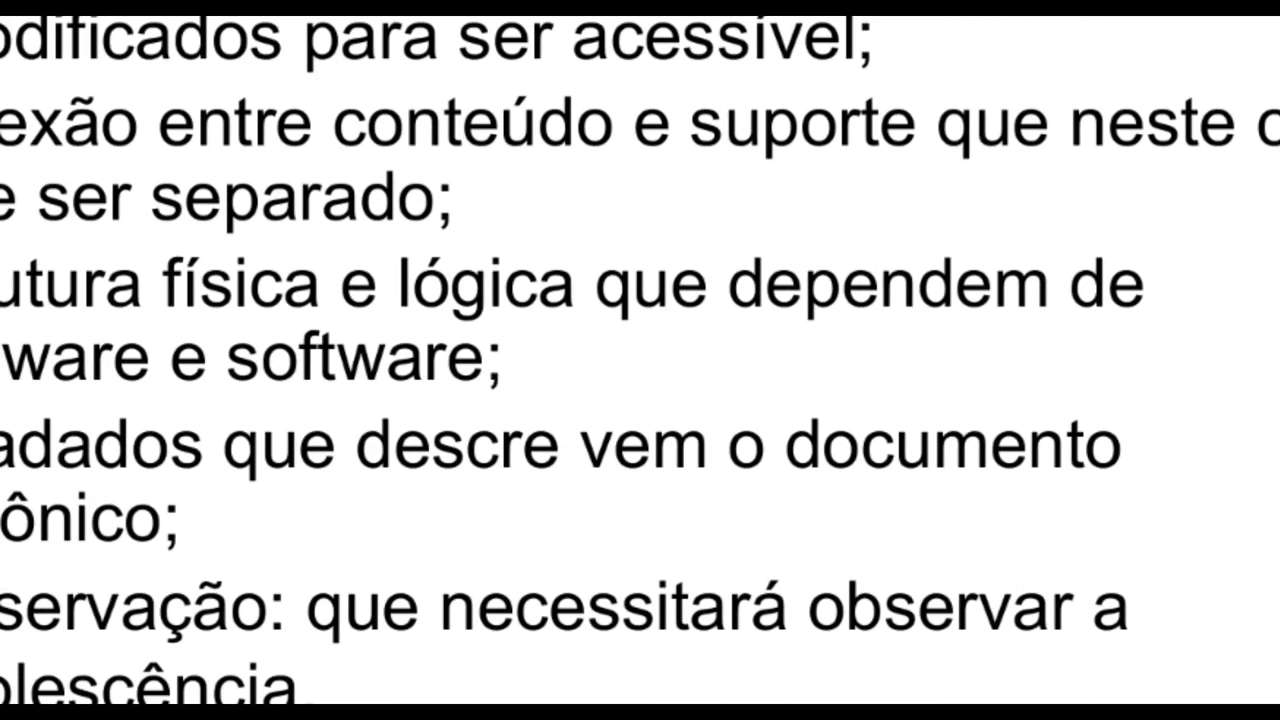 odificados para ser acessível;
exão entre conteúdo e suporte que neste c
e ser separado;
utura física e lógica que dependem de
ware e software;
adados que descre vem o documento
ônico;
servação: que necessitará observar a
olescência.